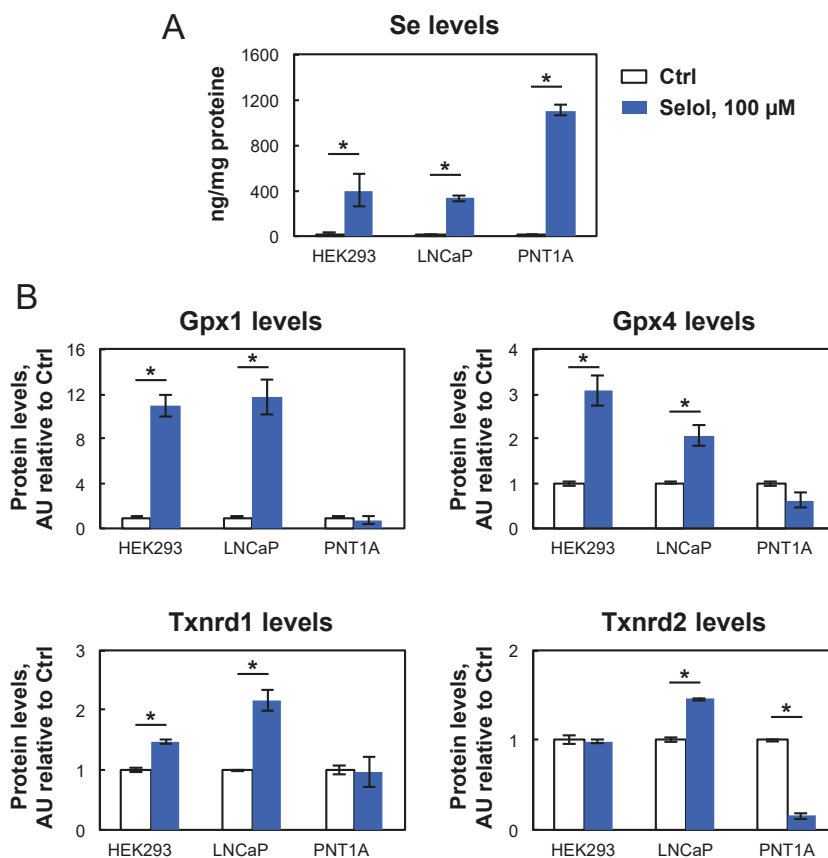 A
Se levels
ng/mg proteine
1600
1200
800
400
0
*
*
*
HEK293
LNCaP
PNT1A
Ctrl
Selol, 100 µM
B
Gpx1 levels
Protein levels,
AU relative to Ctrl
16
12
8
4
0
*
*
HEK293
LNCaP
PNT1A
Gpx4 levels
Protein levels,
AU relative to Ctrl
4
3
2
1
0
*
*
HEK293
LNCaP
PNT1A
Txnrd1 levels
Protein levels,
AU relative to Ctrl
3
2
1
0
*
*
HEK293
LNCaP
PNT1A
Txnrd2 levels
Protein levels,
AU relative to Ctrl
2
1
0
*
*
HEK293
LNCaP
PNT1A